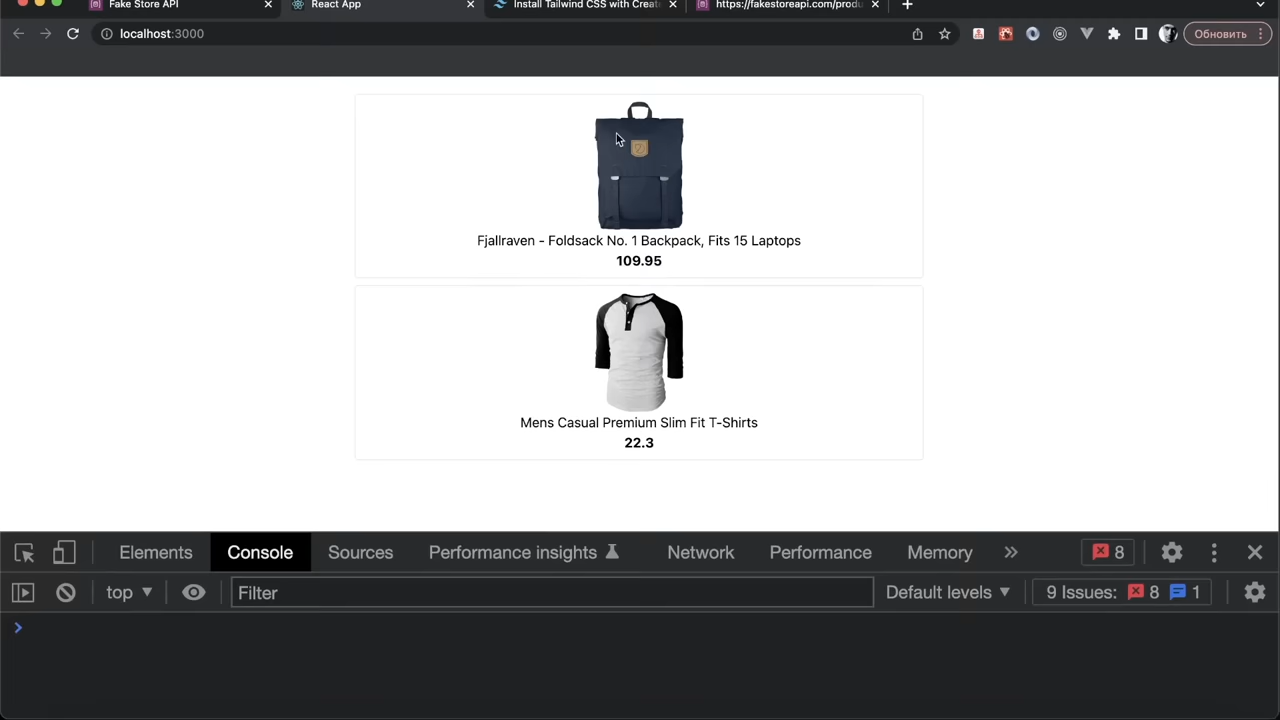 Fake Store API
React App
Install Tailwind CSS with Create
https://fakestoreapi.com/produ
localhost:3000
Обновить
Fjallraven - Foldsack No. 1 Backpack, Fits 15 Laptops
109.95
Mens Casual Premium Slim Fit T-Shirts
22.3
Elements
Console
Sources
Performance insights
Network
Performance
Memory
8
top
Filter
Default levels
9 Issues: 8 1